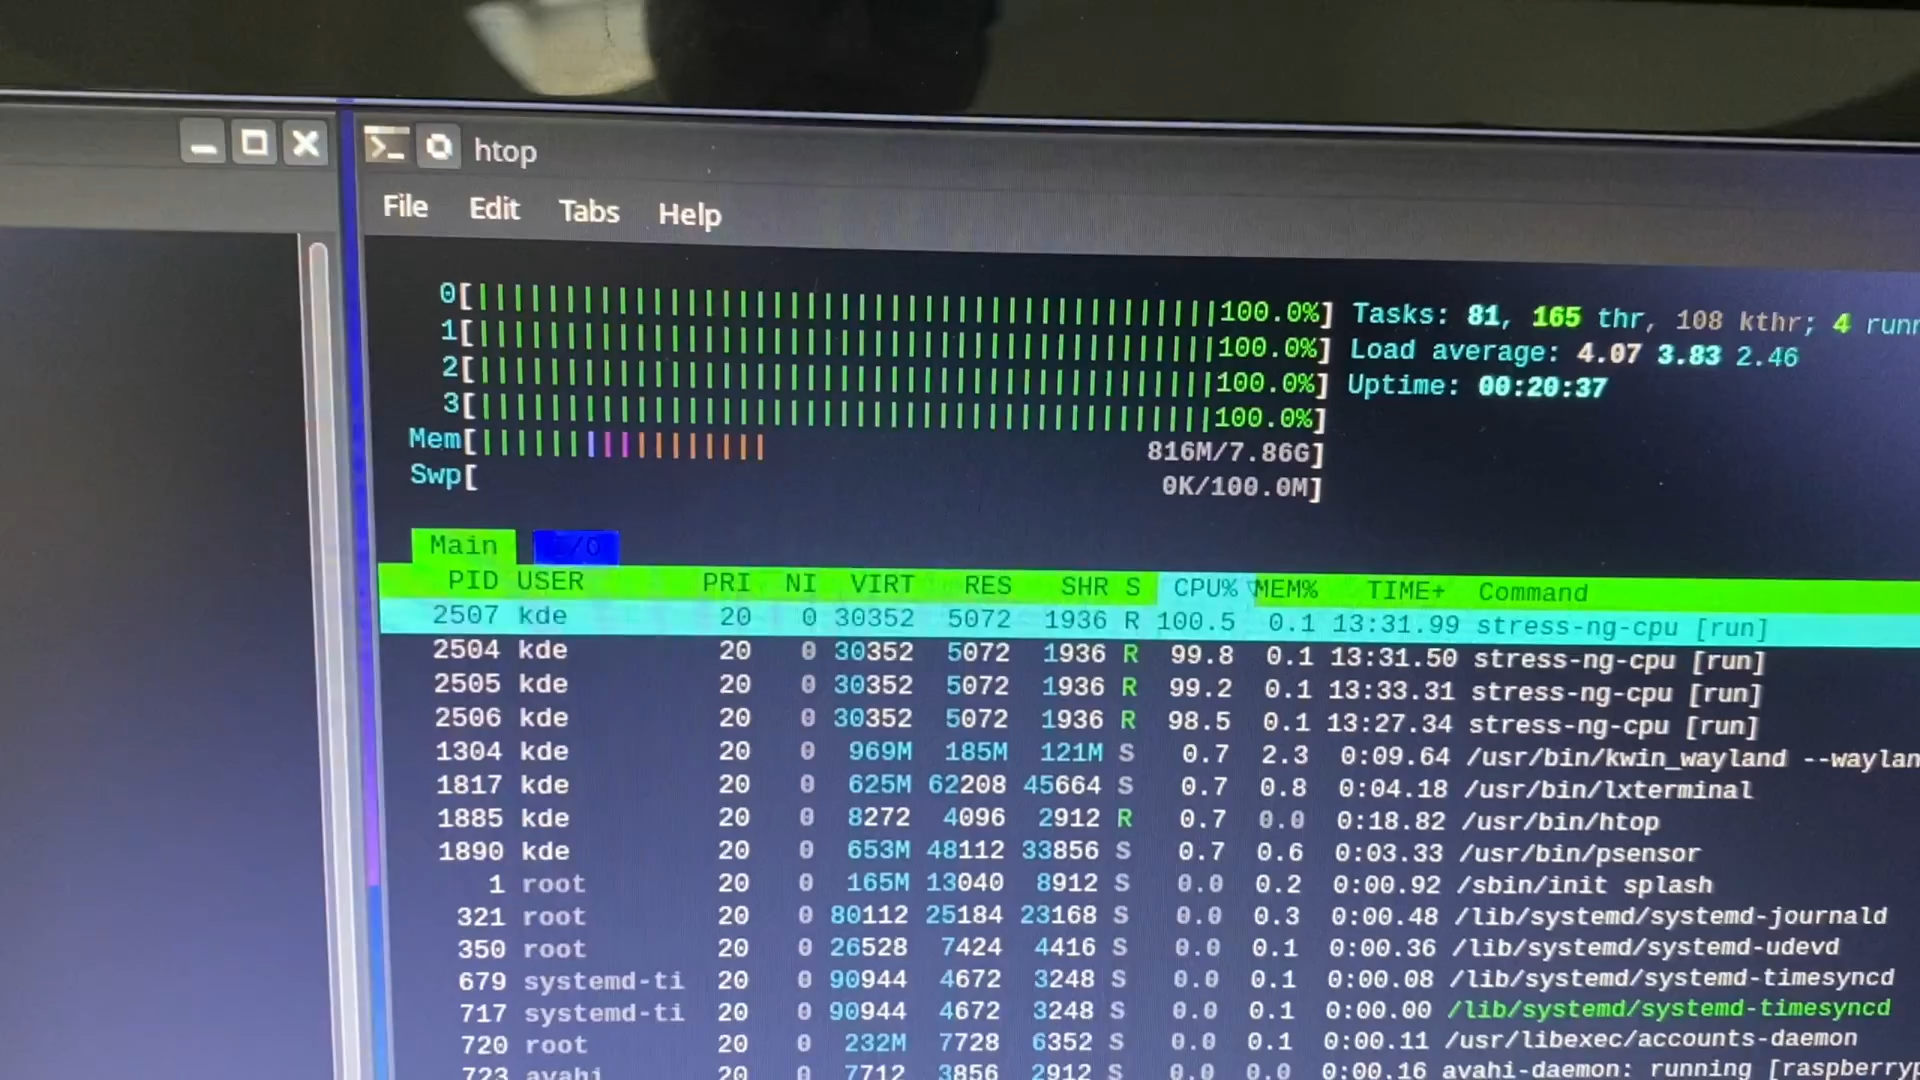 htop
File Edit Tabs Help
0[100.0%] Tasks: 81, 165 thr, 108 kthr; 4 runn
1[100.0%] Load average: 4.07 3.83 2.46
2[100.0%] Uptime: 00:20:37
3[100.0%]
Mem[816M/7.86G]
Swp[0K/100.0M]
Main I/O
PID USER PRI NI VIRT RES SHR S CPU% MEM% TIME+ Command
2507 kde 20 0 30352 5072 1936 R 100.5 0.1 13:31.99 stress-ng-cpu [run]
2504 kde 20 0 30352 5072 1936 R 99.8 0.1 13:31.50 stress-ng-cpu [run]
2505 kde 20 0 30352 5072 1936 R 99.2 0.1 13:33.31 stress-ng-cpu [run]
2506 kde 20 0 30352 5072 1936 R 98.5 0.1 13:27.34 stress-ng-cpu [run]
1304 kde 20 0 969M 185M 121M S 0.7 2.3 0:09.64 /usr/bin/kwin_wayland --waylan
1817 kde 20 0 625M 62208 45664 S 0.7 0.8 0:04.18 /usr/bin/lxterminal
1885 kde 20 0 8272 4096 2912 R 0.7 0.0 0:18.82 /usr/bin/htop
1890 kde 20 0 653M 48112 33856 S 0.7 0.6 0:03.33 /usr/bin/psensor
1 root 20 0 165M 13040 8912 S 0.0 0.2 0:00.92 /sbin/init splash
321 root 20 0 80112 25184 23168 S 0.0 0.3 0:00.48 /lib/systemd/systemd-journald
350 root 20 0 26528 7424 4416 S 0.0 0.1 0:00.36 /lib/systemd/systemd-udevd
679 systemd-ti 20 0 90944 4672 3248 S 0.0 0.1 0:00.08 /lib/systemd/systemd-timesyncd
717 systemd-ti 20 0 90944 4672 3248 S 0.0 0.1 0:00.00 /lib/systemd/systemd-timesyncd
720 root 20 0 232M 7728 6352 S 0.0 0.1 0:00.11 /usr/libexec/accounts-daemon
723 avahi 20 0 7712 3856 2912 S 0.0 0.0 0:00.16 avahi-daemon: running [raspberryp